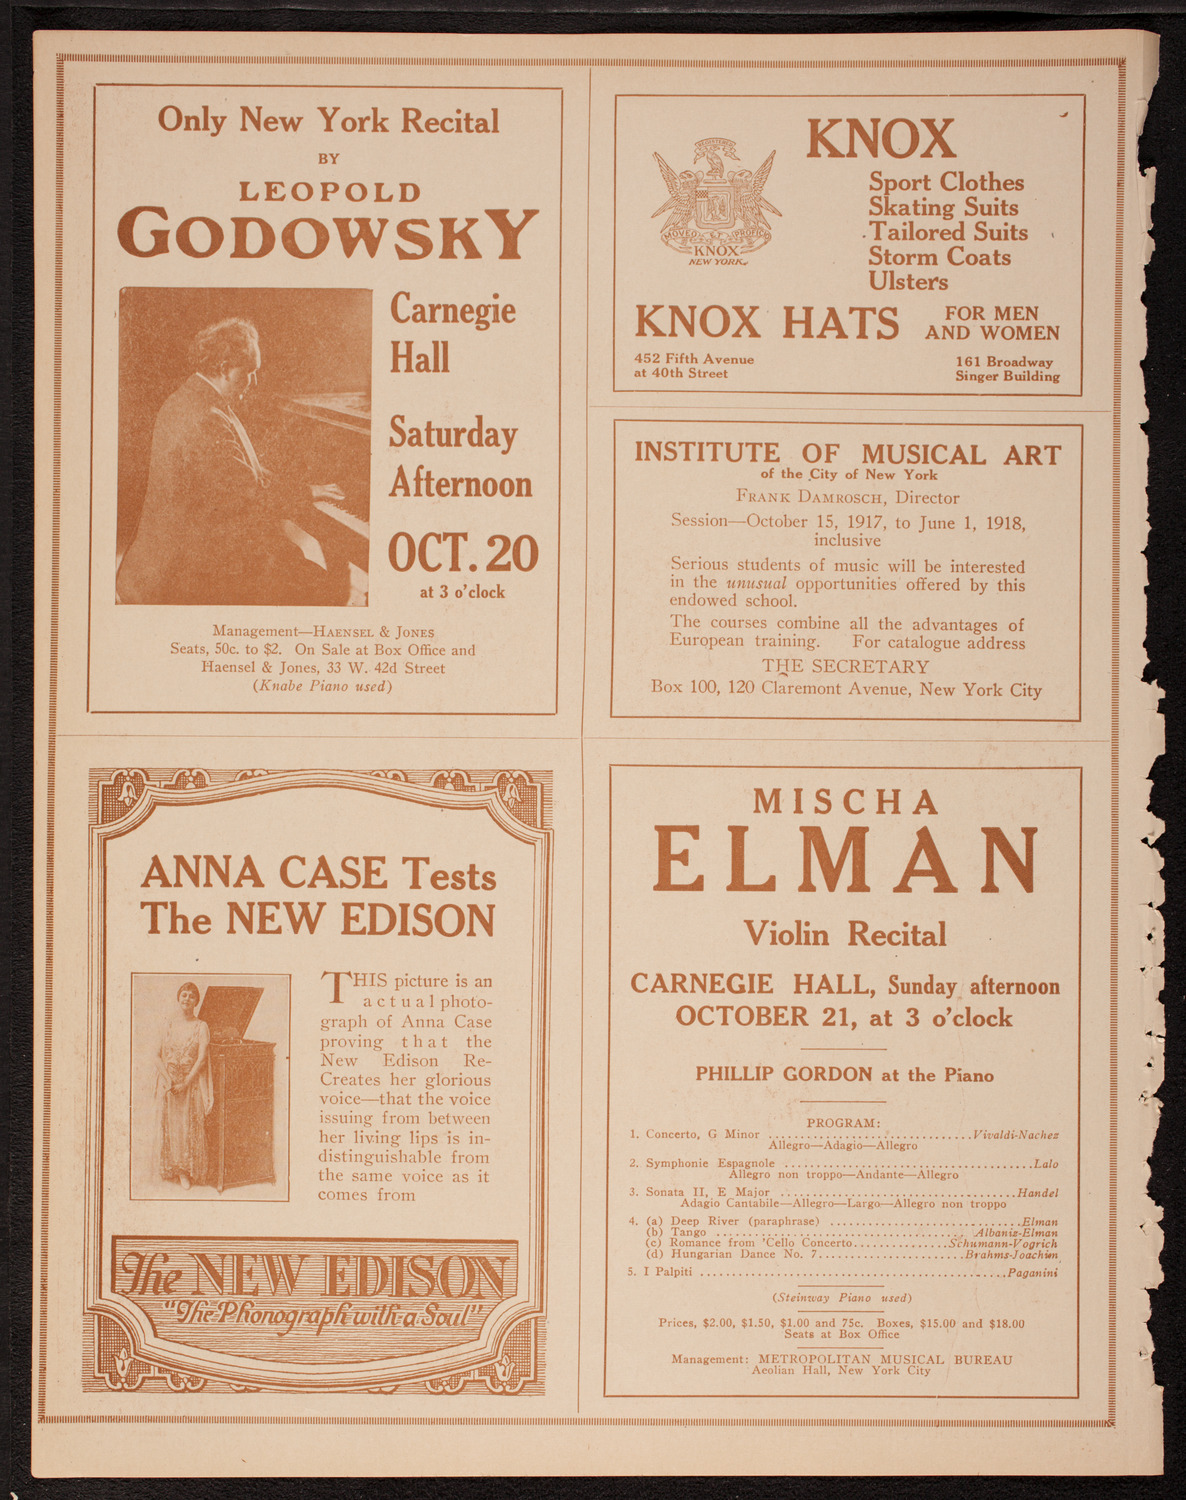 Only New York Recital
BY
LEOPOLD
GODOWSKY
Carnegie
Hall
Saturday
Afternoon
OCT. 20
at 3 o'clock
Management—HAENSEL & JONES
Seats, 50c. to $2. On Sale at Box Office and
Haensel & Jones, 33 W. 42d Street
(Knabe Piano used)
KNOX
Sport Clothes
Skating Suits
Tailored Suits
Storm Coats
Ulsters
MOVEO ET PROFICIO
KNOX
NEW YORK
KNOX HATS
FOR MEN
AND WOMEN
452 Fifth Avenue
at 40th Street
161 Broadway
Singer Building
INSTITUTE OF MUSICAL ART
of the City of New York
FRANK DAMROSCH, Director
Session—October 15, 1917, to June 1, 1918,
inclusive
Serious students of music will be interested
in the unusual opportunities offered by this
endowed school.
The courses combine all the advantages of
European training. For catalogue address
THE SECRETARY
Box 100, 120 Claremont Avenue, New York City
ANNA CASE Tests
The NEW EDISON
THIS picture is an
actual photo-
graph of Anna Case
proving that the
New Edison Re-
Creates her glorious
voice—that the voice
issuing from between
her living lips is in-
distinguishable from
the same voice as it
comes from
The NEW EDISON
"The Phonograph with a Soul"
MISCHA
ELMAN
Violin Recital
CARNEGIE HALL, Sunday afternoon
OCTOBER 21, at 3 o'clock
PHILLIP GORDON at the Piano
PROGRAM:
1. Concerto, G Minor ................................Vivaldi-Nachez
Allegro—Adagio—Allegro
2. Symphonie Espagnole .......................................Lalo
Allegro non troppo—Andante—Allegro
3. Sonata II, E Major .....................................Handel
Adagio Cantabile—Allegro—Largo—Allegro non troppo
4. (a) Deep River (paraphrase) ..............................Elman
(b) Tango ........................................Albaniz-Elman
(c) Romance from 'Cello Concerto...............Schumann-Vogrich
(d) Hungarian Dance No. 7.......................Brahms-Joachim
5. I Palpiti ................................................Paganini
(Steinway Piano used)
Prices, $2.00, $1.50, $1.00 and 75c. Boxes, $15.00 and $18.00
Seats at Box Office
Management: METROPOLITAN MUSICAL BUREAU
Aeolian Hall, New York City